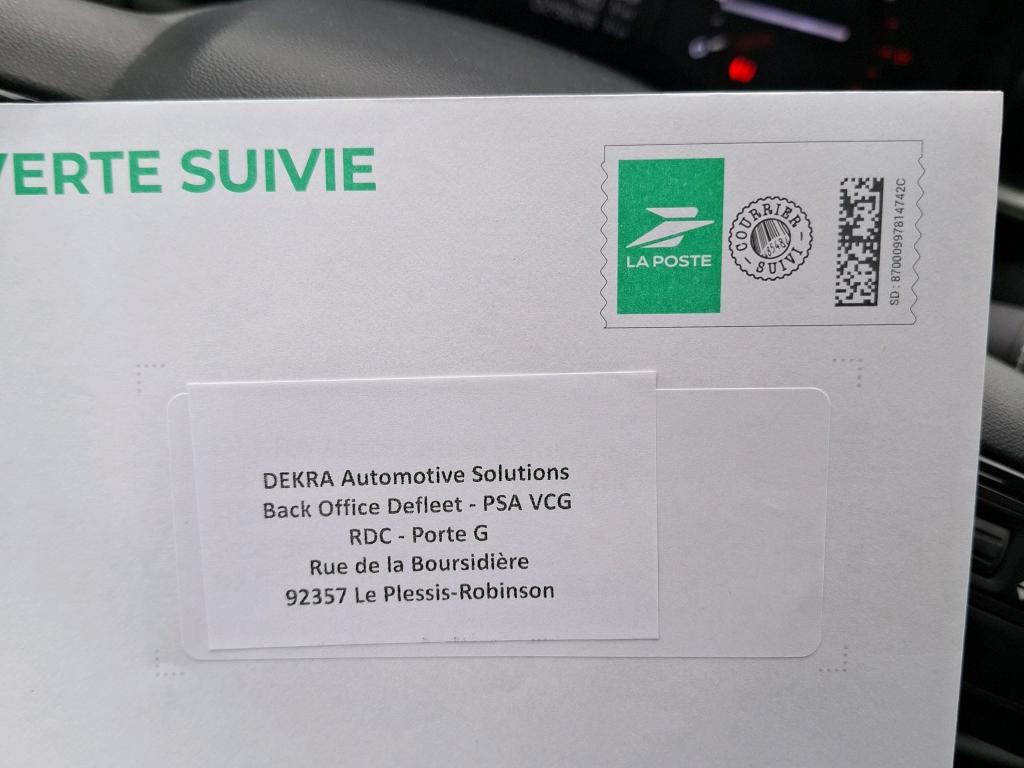 VERTE SUIVIE
LA POSTE
COURRIER
SUIVI
SD : 87000997814742C
DEKRA Automotive Solutions
Back Office Defleet - PSA VCG
RDC - Porte G
Rue de la Boursidière
92357 Le Plessis-Robinson